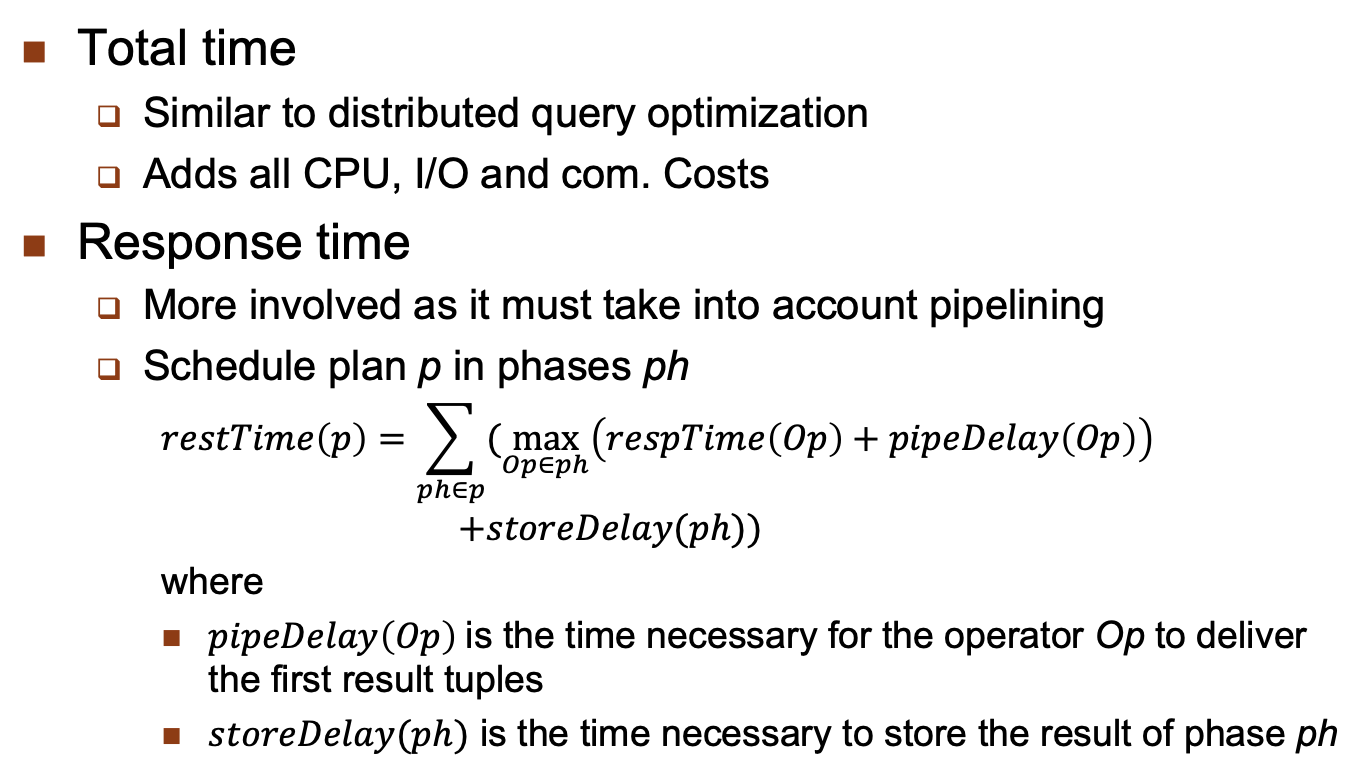 Total time
Similar to distributed query optimization
Adds all CPU, I/O and com. Costs
Response time
More involved as it must take into account pipelining
Schedule plan p in phases ph
restTime(p) = ∑ ( max (respTime(Op) + pipeDelay(Op))
Op∈ph
ph∈p
+storeDelay(ph))
where
pipeDelay(Op) is the time necessary for the operator Op to deliver
the first result tuples
storeDelay(ph) is the time necessary to store the result of phase ph